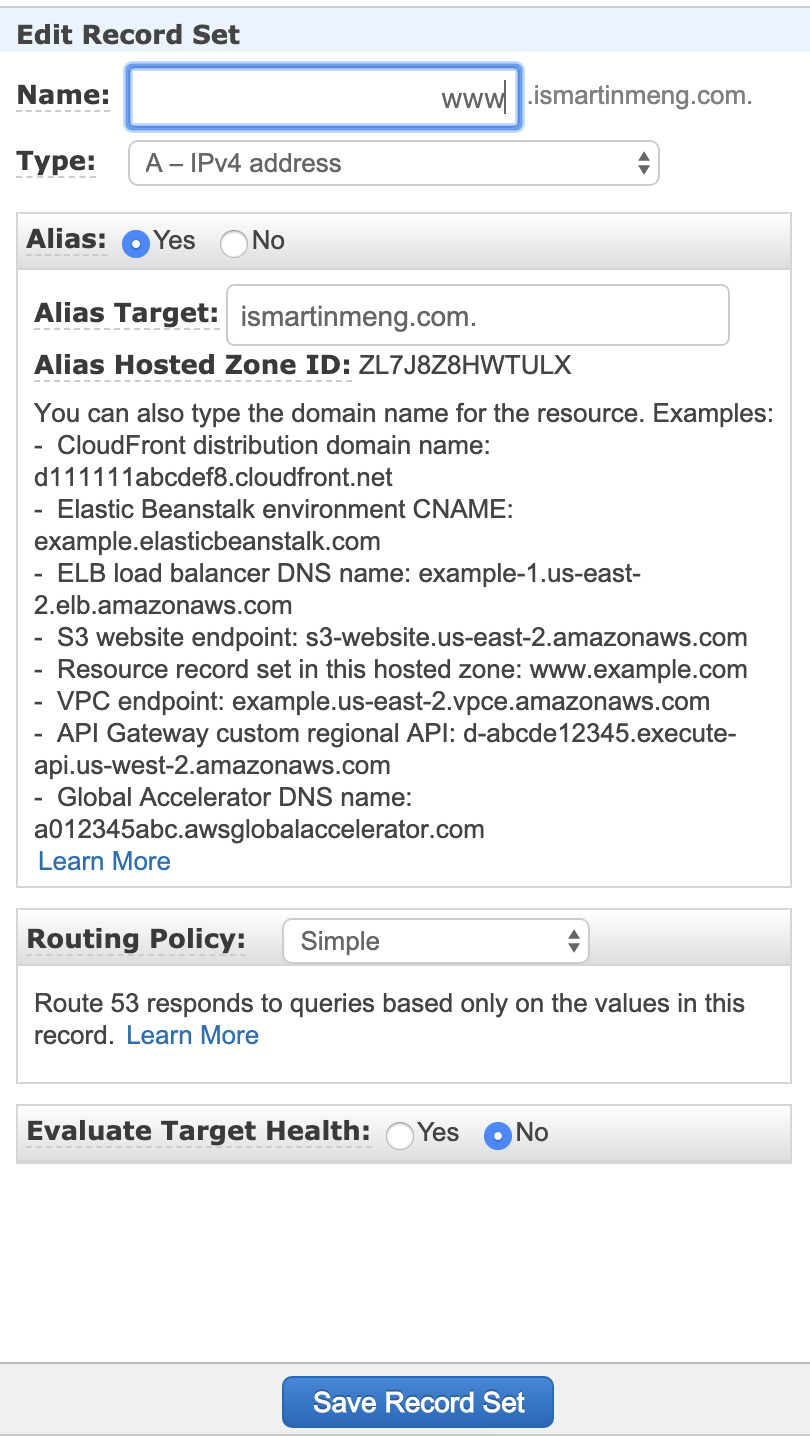 Edit Record Set
Name: www .ismartinmeng.com.
Type: A – IPv4 address
Alias: Yes No
Alias Target: ismartinmeng.com.
Alias Hosted Zone ID: ZL7J8Z8HWTULX
You can also type the domain name for the resource. Examples:
- CloudFront distribution domain name:
d111111abcdef8.cloudfront.net
- Elastic Beanstalk environment CNAME:
example.elasticbeanstalk.com
- ELB load balancer DNS name: example-1.us-east-
2.elb.amazonaws.com
- S3 website endpoint: s3-website.us-east-2.amazonaws.com
- Resource record set in this hosted zone: www.example.com
- VPC endpoint: example.us-east-2.vpce.amazonaws.com
- API Gateway custom regional API: d-abcde12345.execute-
api.us-west-2.amazonaws.com
- Global Accelerator DNS name:
a012345abc.awsglobalaccelerator.com
Learn More
Routing Policy: Simple
Route 53 responds to queries based only on the values in this
record. Learn More
Evaluate Target Health: Yes No
Save Record Set